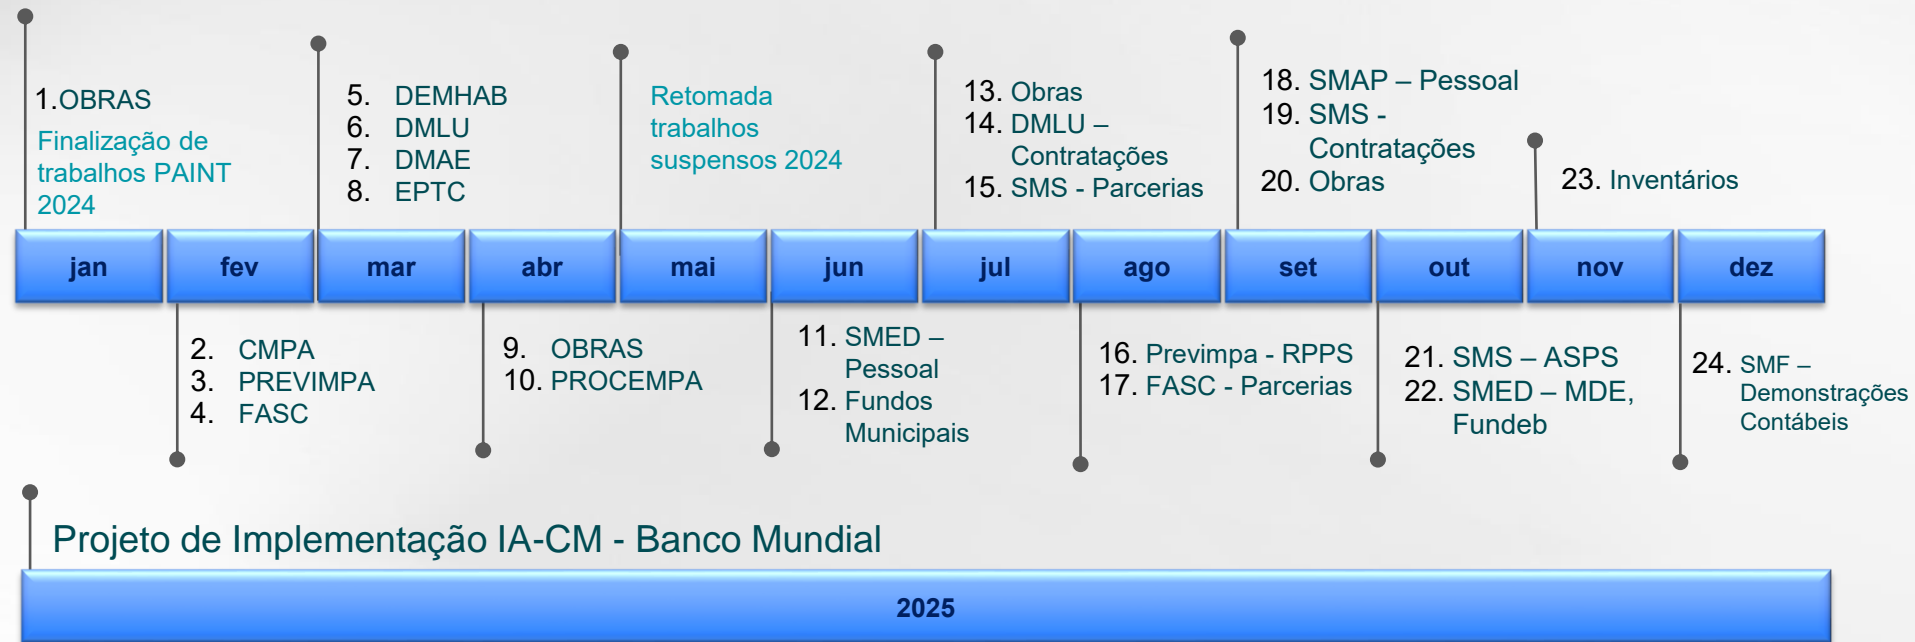 1.OBRAS
Finalização de
trabalhos PAINT
2024
5. DEMHAB
6. DMLU
7. DMAE
8. EPTC
Retomada
trabalhos
suspensos 2024
13. Obras
14. DMLU –
Contratações
15. SMS - Parcerias
18. SMAP – Pessoal
19. SMS -
Contratações
20. Obras
23. Inventários
jan fev mar abr mai jun jul ago set out nov dez
2. CMPA
3. PREVIMPA
4. FASC
9. OBRAS
10. PROCEMPA
11. SMED –
Pessoal
12. Fundos
Municipais
16. Previmpa - RPPS
17. FASC - Parcerias
21. SMS – ASPS
22. SMED – MDE,
Fundeb
24. SMF –
Demonstrações
Contábeis
Projeto de Implementação IA-CM - Banco Mundial
2025